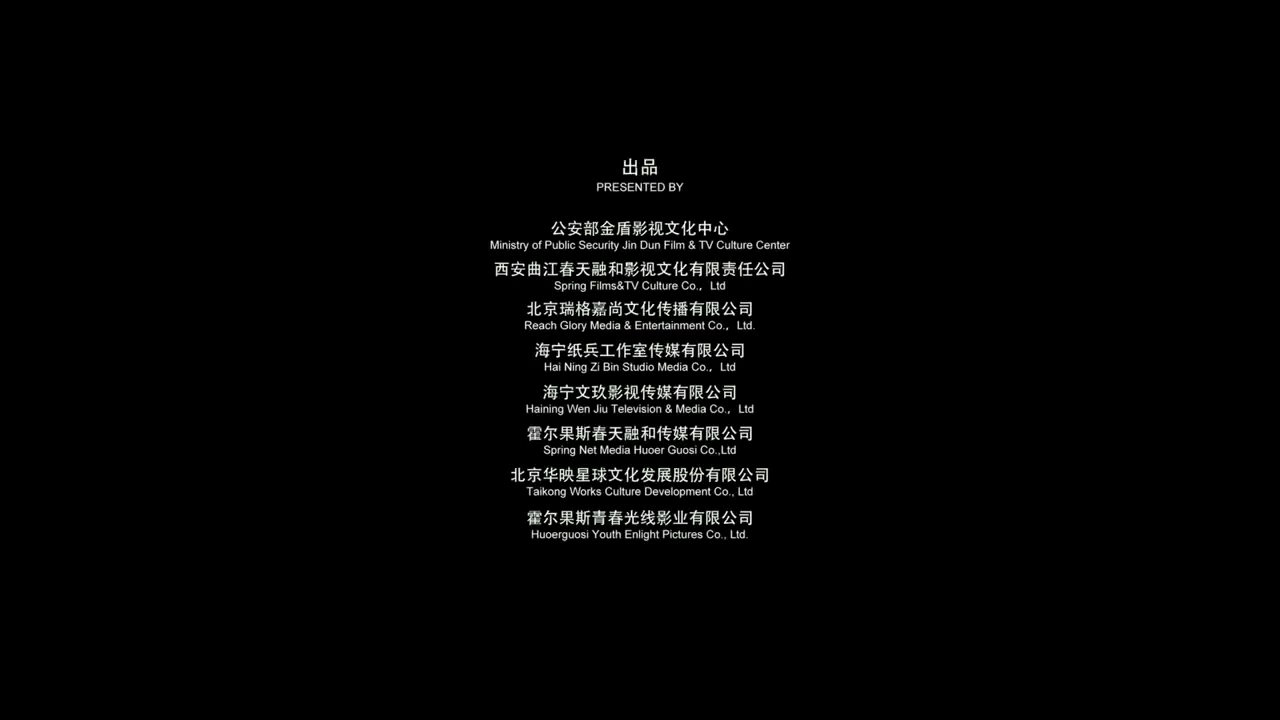 出品
PRESENTED BY
公安部金盾影视文化中心
Ministry of Public Security Jin Dun Film & TV Culture Center
西安曲江春天融和影视文化有限责任公司
Spring Films&TV Culture Co.，Ltd
北京瑞格嘉尚文化传播有限公司
Reach Glory Media & Entertainment Co.，Ltd.
海宁纸兵工作室传媒有限公司
Hai Ning Zi Bin Studio Media Co.，Ltd
海宁文玖影视传媒有限公司
Haining Wen Jiu Television & Media Co.，Ltd
霍尔果斯春天融和传媒有限公司
Spring Net Media Huoer Guosi Co.,Ltd
北京华映星球文化发展股份有限公司
Taikong Works Culture Development Co., Ltd
霍尔果斯青春光线影业有限公司
Huoerguosi Youth Enlight Pictures Co., Ltd.